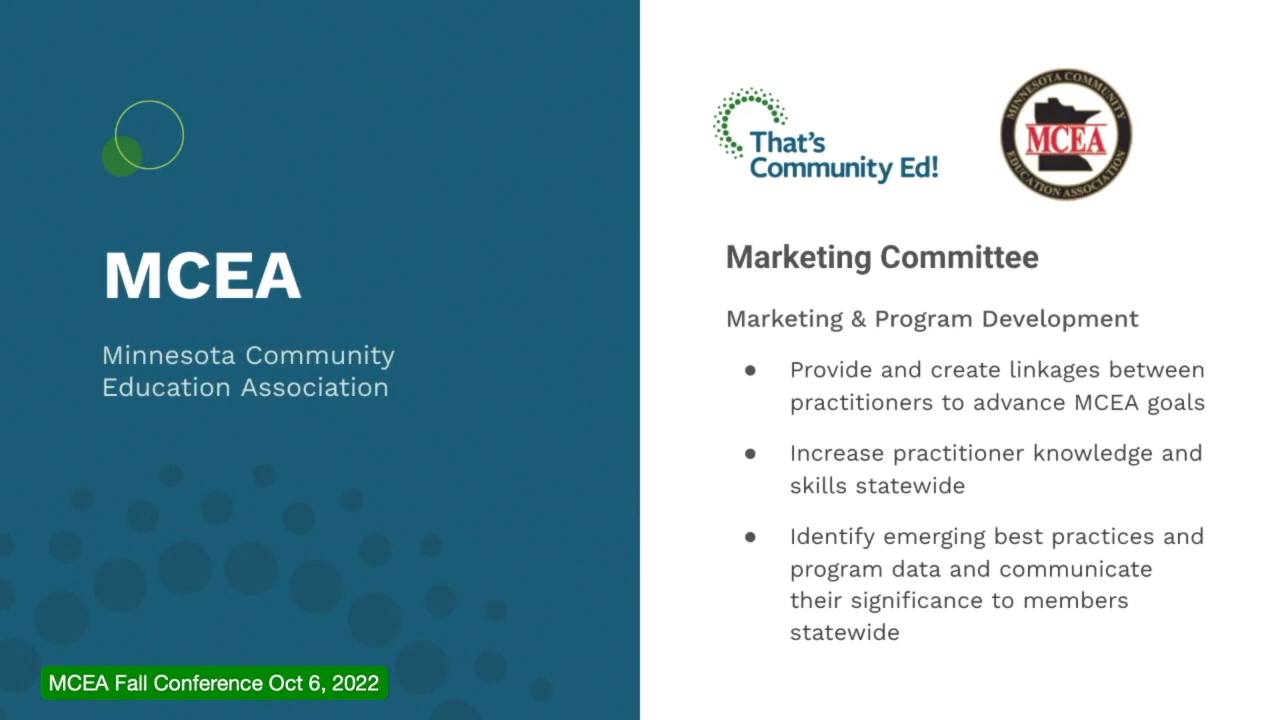 MCEA
Minnesota Community
Education Association
MCEA Fall Conference Oct 6, 2022
That's
Community Ed!
MINNESOTA COMMUNITY
MCEA
EDUCATION ASSOCIATION
Marketing Committee
Marketing & Program Development
● Provide and create linkages between
practitioners to advance MCEA goals
● Increase practitioner knowledge and
skills statewide
● Identify emerging best practices and
program data and communicate
their significance to members
statewide